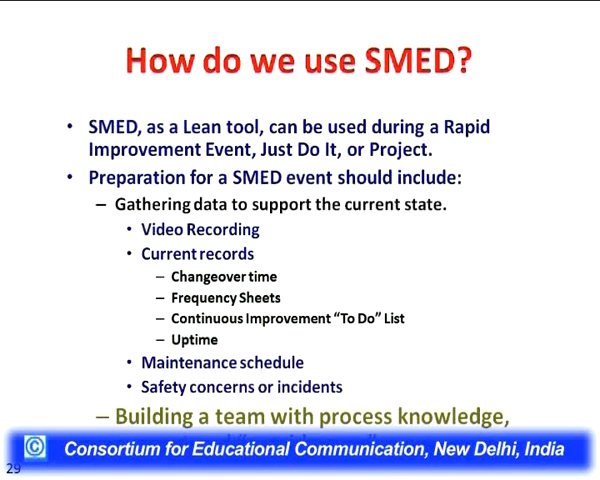 How do we use SMED?
• SMED, as a Lean tool, can be used during a Rapid
Improvement Event, Just Do It, or Project.
• Preparation for a SMED event should include:
– Gathering data to support the current state.
• Video Recording
• Current records
– Changeover time
– Frequency Sheets
– Continuous Improvement “To Do” List
– Uptime
• Maintenance schedule
• Safety concerns or incidents
– Building a team with process knowledge,
© Consortium for Educational Communication, New Delhi, India
29